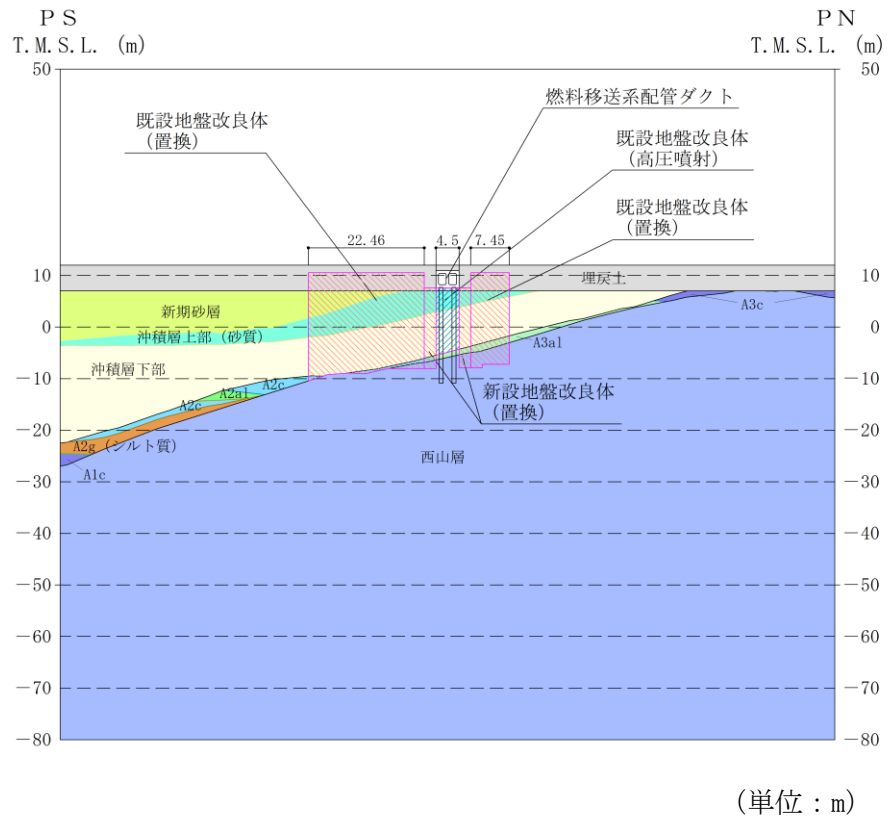 ＰＳ
T.M.S.L. (m)
ＰＮ
T.M.S.L. (m)
50
50
燃料移送系配管ダクト
既設地盤改良体
（置換）
既設地盤改良体
（高圧噴射）
既設地盤改良体
（置換）
22.46
4.5
7.45
10
10
埋戻土
新期砂層
A3c
0
0
沖積層上部（砂質）
A3a1
沖積層下部
−10
−10
A2c
A2a1
A2c
新設地盤改良体
（置換）
−20
−20
A2g（シルト質）
西山層
A1c
−30
−30
−40
−40
−50
−50
−60
−60
−70
−70
−80
−80
（単位：m）